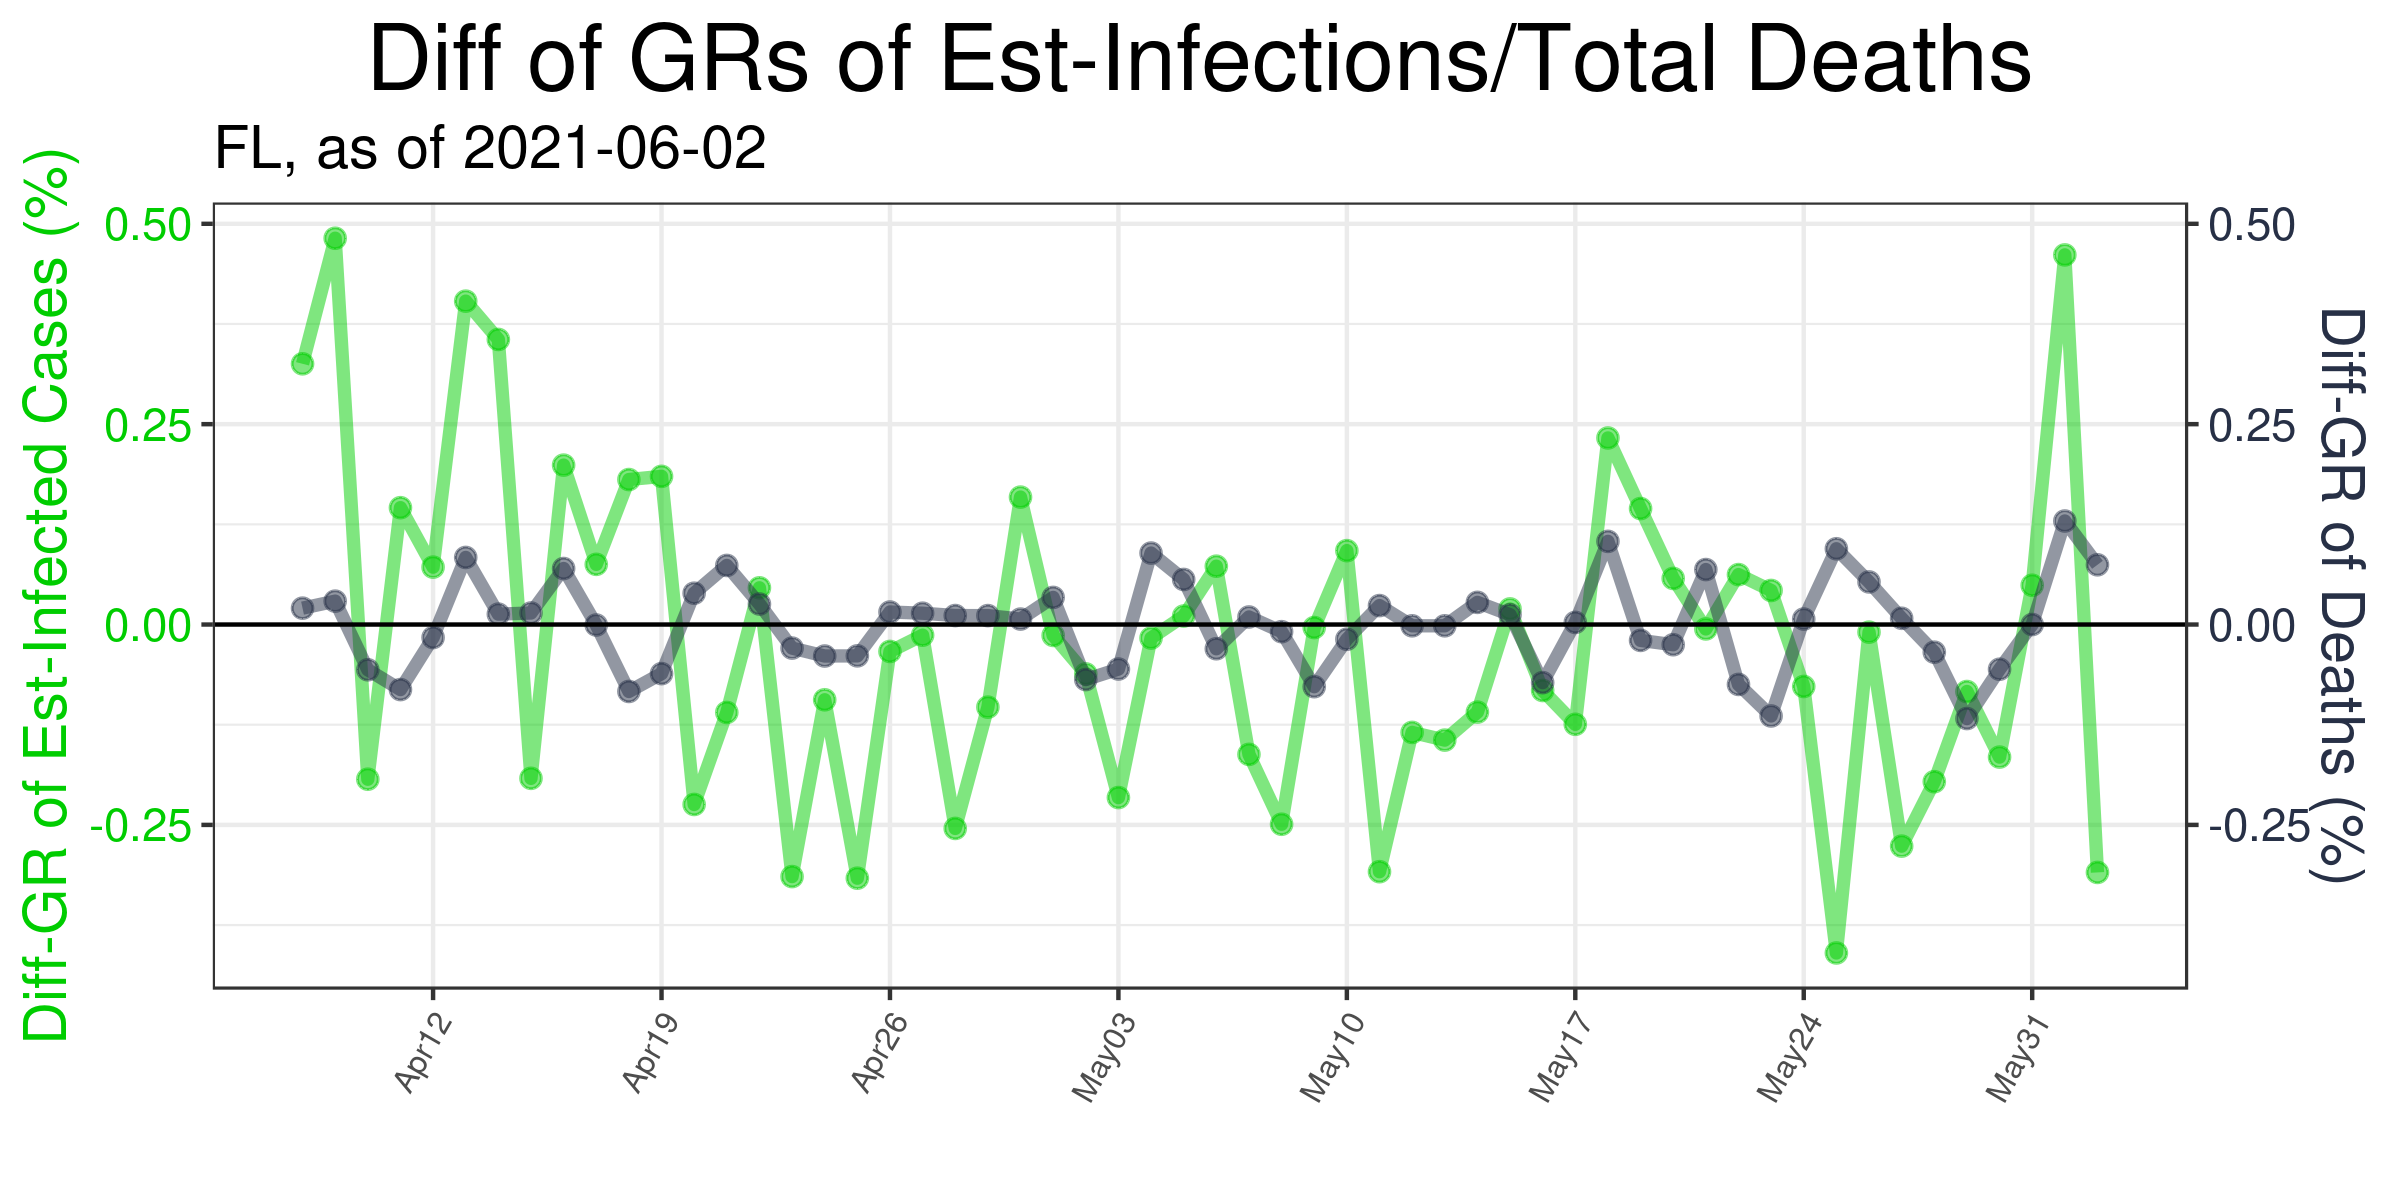 Diff of GRs of Est-Infections/Total Deaths
FL, as of 2021-06-02
Diff-GR of Est-Infected Cases (%)
0.50
0.25
0.00
-0.25
0.50
0.25
0.00
-0.25
Diff-GR of Deaths (%)
Apr12
Apr19
Apr26
May03
May10
May17
May24
May31